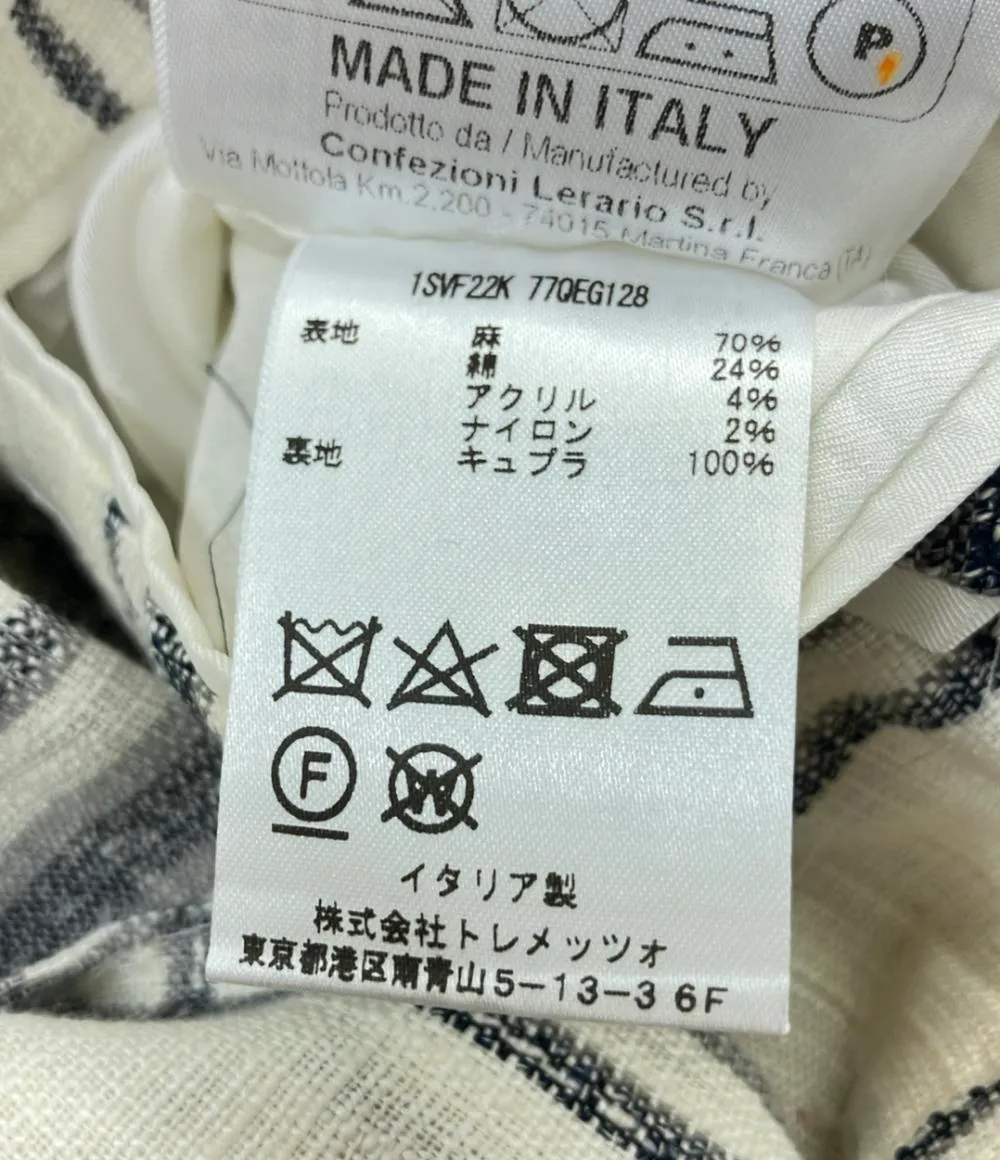 P
MADE IN ITALY
Prodotto da / Manufactured by
Confezioni Lerario S.r.l.
Via Mottola Km.2.200 - 74015 Martina Franca (TA)
1SVF22K 77QEG128
表地 麻 70%
綿 24%
アクリル 4%
ナイロン 2%
裏地 キュプラ 100%
F W
イタリア製
株式会社トレメッツォ
東京都港区南青山5-13-3 6F